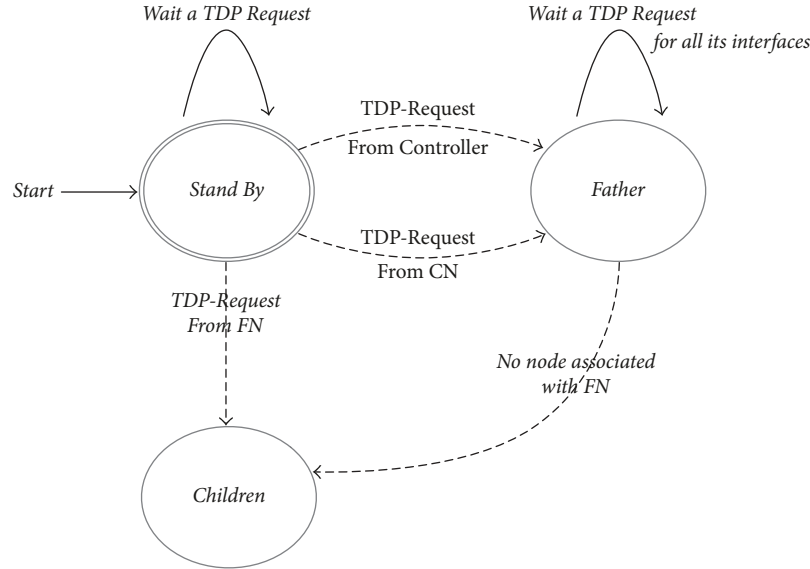 Wait a TDP Request
Wait a TDP Request
for all its interfaces
TDP-Request
From Controller
Start
Stand By
Father
TDP-Request
From CN
TDP-Request
From FN
No node associated
with FN
Children